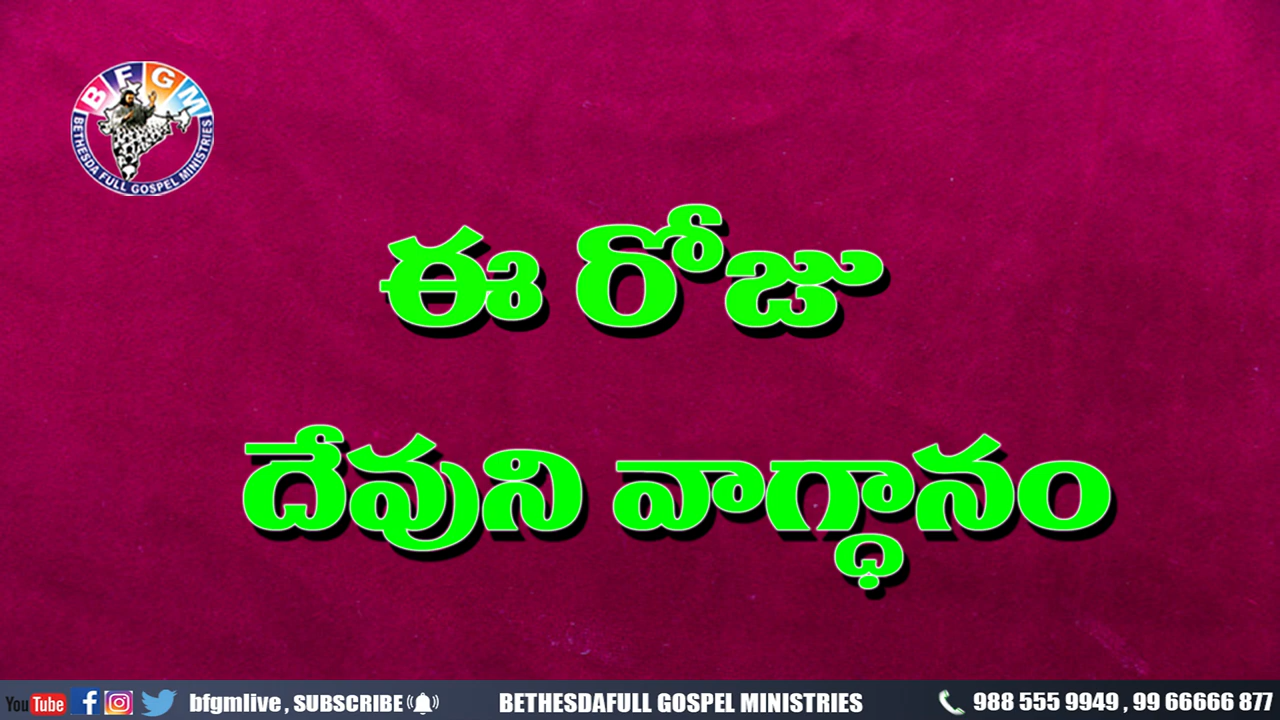 BFGM
BETHESDA FULL GOSPEL MINISTRIES
ఈ రోజు
దేవుని వాగ్ధానం
YouTube bfgmlive , SUBSCRIBE BETHESDAFULL GOSPEL MINISTRIES 988 555 9949 , 99 66666 877